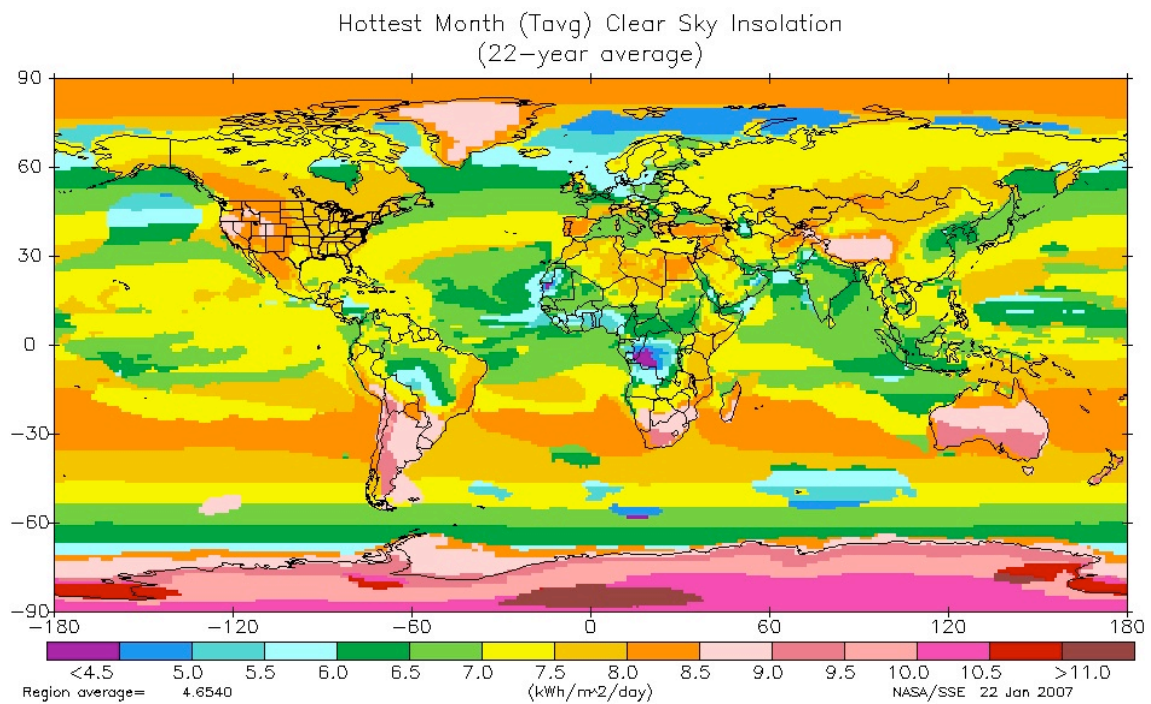 Hottest Month (Tavg) Clear Sky Insolation
(22-year average)
90
60
30
0
-30
-60
-90
-180 -120 -60 0 60 120 180
<4.5 5.0 5.5 6.0 6.5 7.0 7.5 8.0 8.5 9.0 9.5 10.0 10.5 >11.0
Region average= 4.6540 (kWh/m^2/day) NASA/SSE 22 Jan 2007